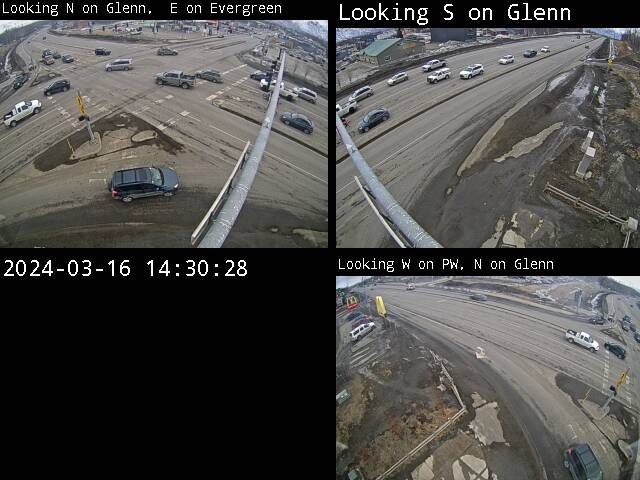 Looking N on Glenn,  E on Evergreen
Looking S on Glenn
2024-03-16 14:30:28
Looking W on PW, N on Glenn